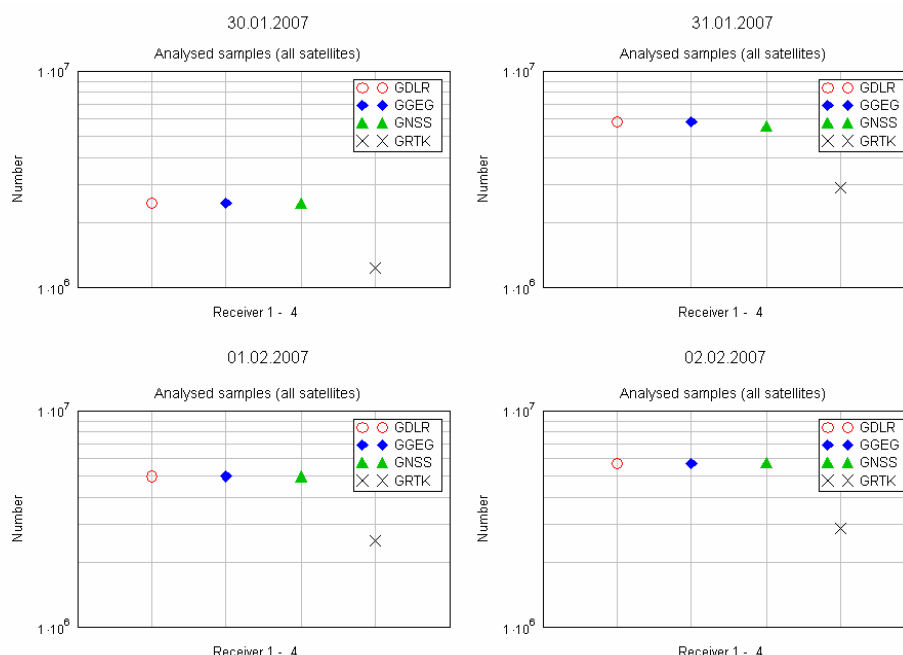 30.01.2007
Analysed samples (all satellites)
1·10⁷
GDLR
GGEG
GNSS
GRTK
Number
1·10⁶
Receiver 1 - 4
31.01.2007
Analysed samples (all satellites)
1·10⁷
GDLR
GGEG
GNSS
GRTK
Number
1·10⁶
Receiver 1 - 4
01.02.2007
Analysed samples (all satellites)
1·10⁷
GDLR
GGEG
GNSS
GRTK
Number
1·10⁶
Receiver 1 - 4
02.02.2007
Analysed samples (all satellites)
1·10⁷
GDLR
GGEG
GNSS
GRTK
Number
1·10⁶
Receiver 1 - 4